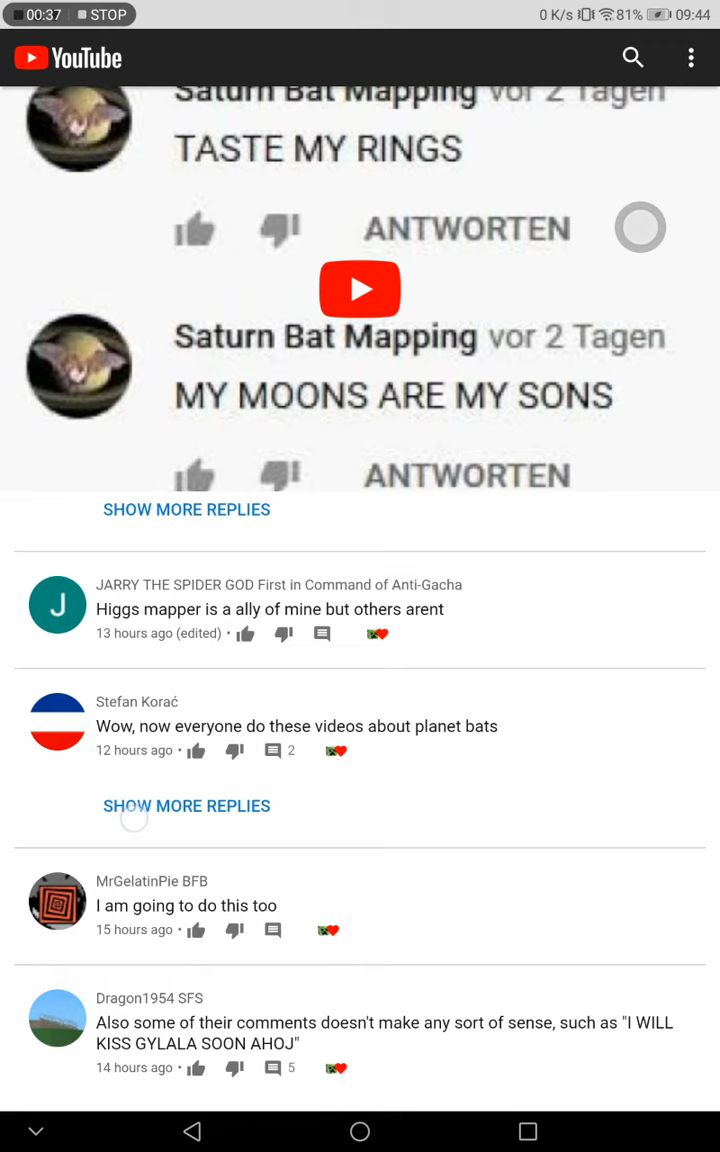 00:37 STOP 0 K/s 81% 09:44
YouTube
Saturn Bat Mapping vor 2 Tagen
TASTE MY RINGS
ANTWORTEN
Saturn Bat Mapping vor 2 Tagen
MY MOONS ARE MY SONS
ANTWORTEN
SHOW MORE REPLIES
J
JARRY THE SPIDER GOD First in Command of Anti-Gacha
Higgs mapper is a ally of mine but others arent
13 hours ago (edited) •
Stefan Korać
Wow, now everyone do these videos about planet bats
12 hours ago • 2
SHOW MORE REPLIES
MrGelatinPie BFB
I am going to do this too
15 hours ago •
Dragon1954 SFS
Also some of their comments doesn't make any sort of sense, such as "I WILL
KISS GYLALA SOON AHOJ"
14 hours ago • 5